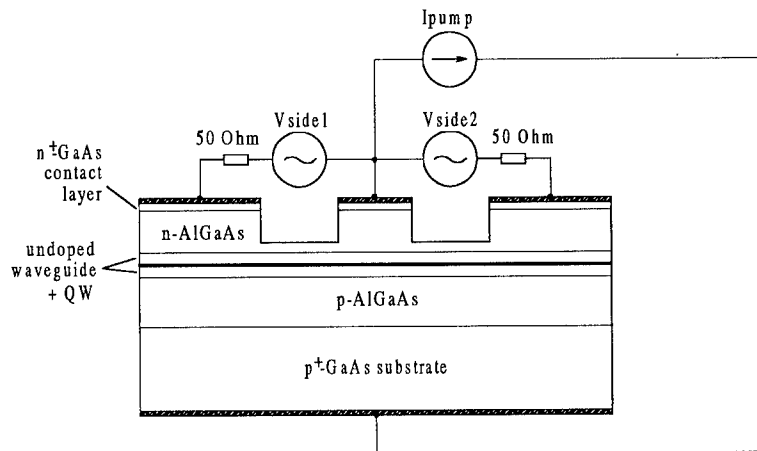 Ipump
Vside1
Vside2
50 Ohm
50 Ohm
n+-GaAs
contact
layer
n-AlGaAs
undoped
waveguide
+ QW
p-AlGaAs
p+-GaAs substrate